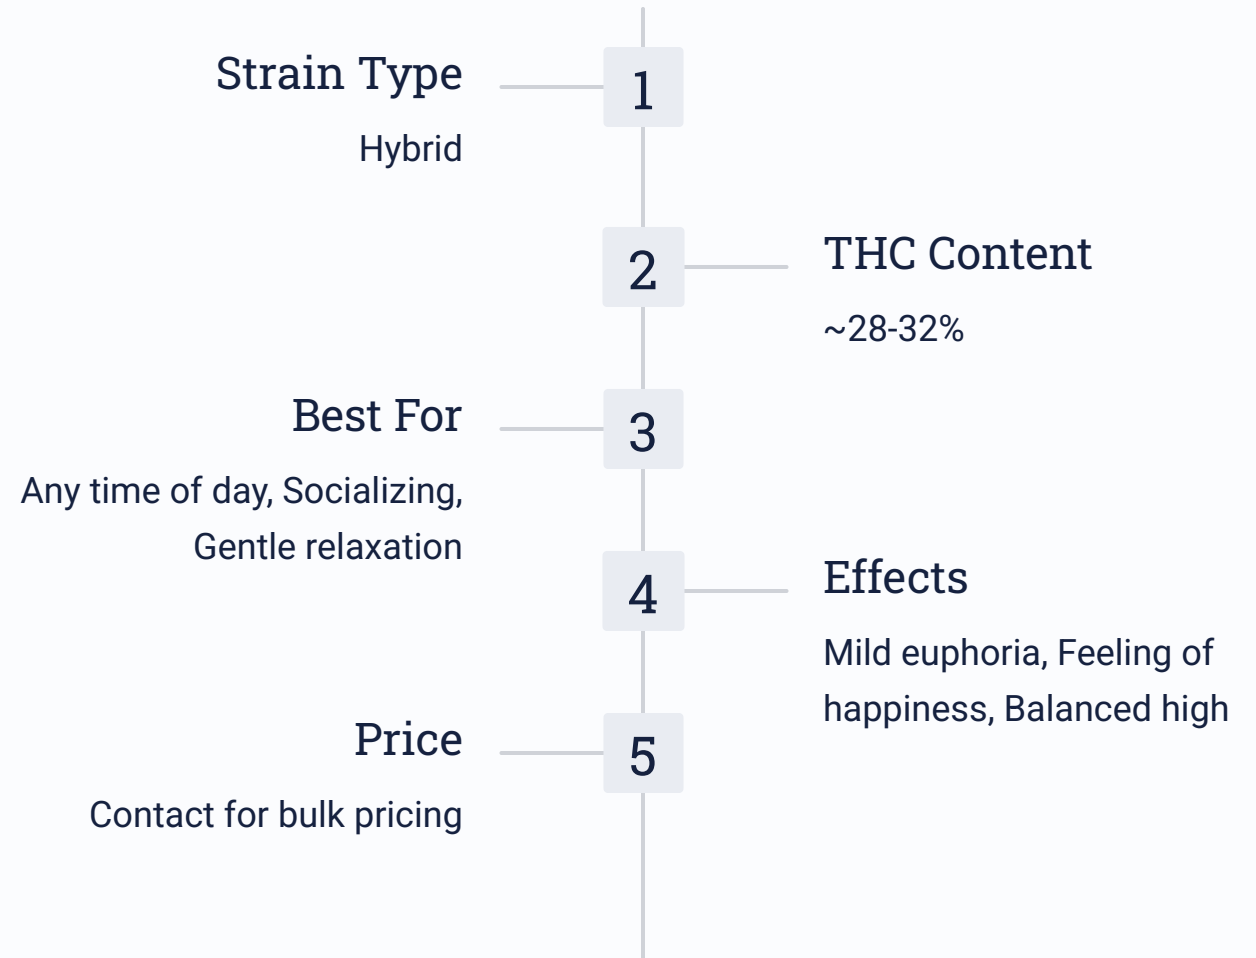 Strain Type
1
Hybrid
2
THC Content
~28-32%
Best For
3
Any time of day, Socializing,
Gentle relaxation
4
Effects
Mild euphoria, Feeling of
happiness, Balanced high
Price
5
Contact for bulk pricing